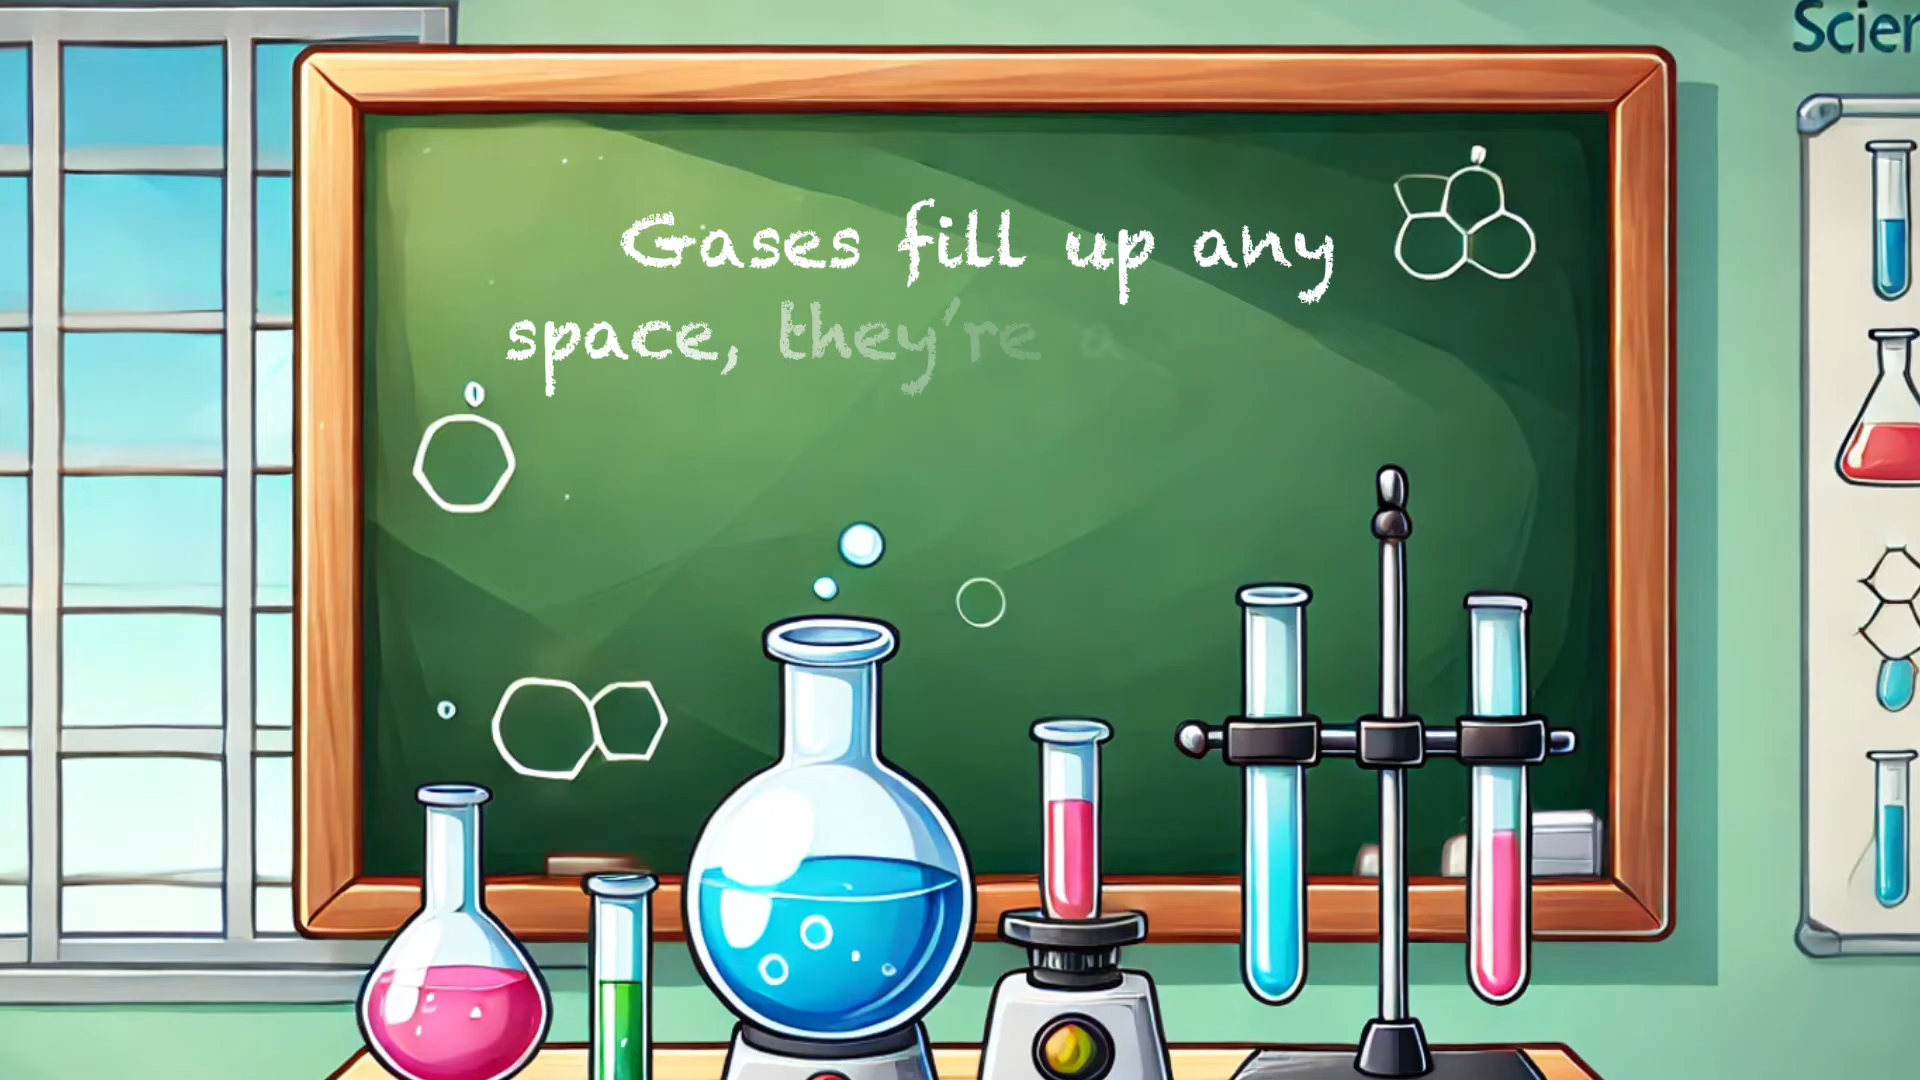 Scien
Gases fill up any
space, they're a